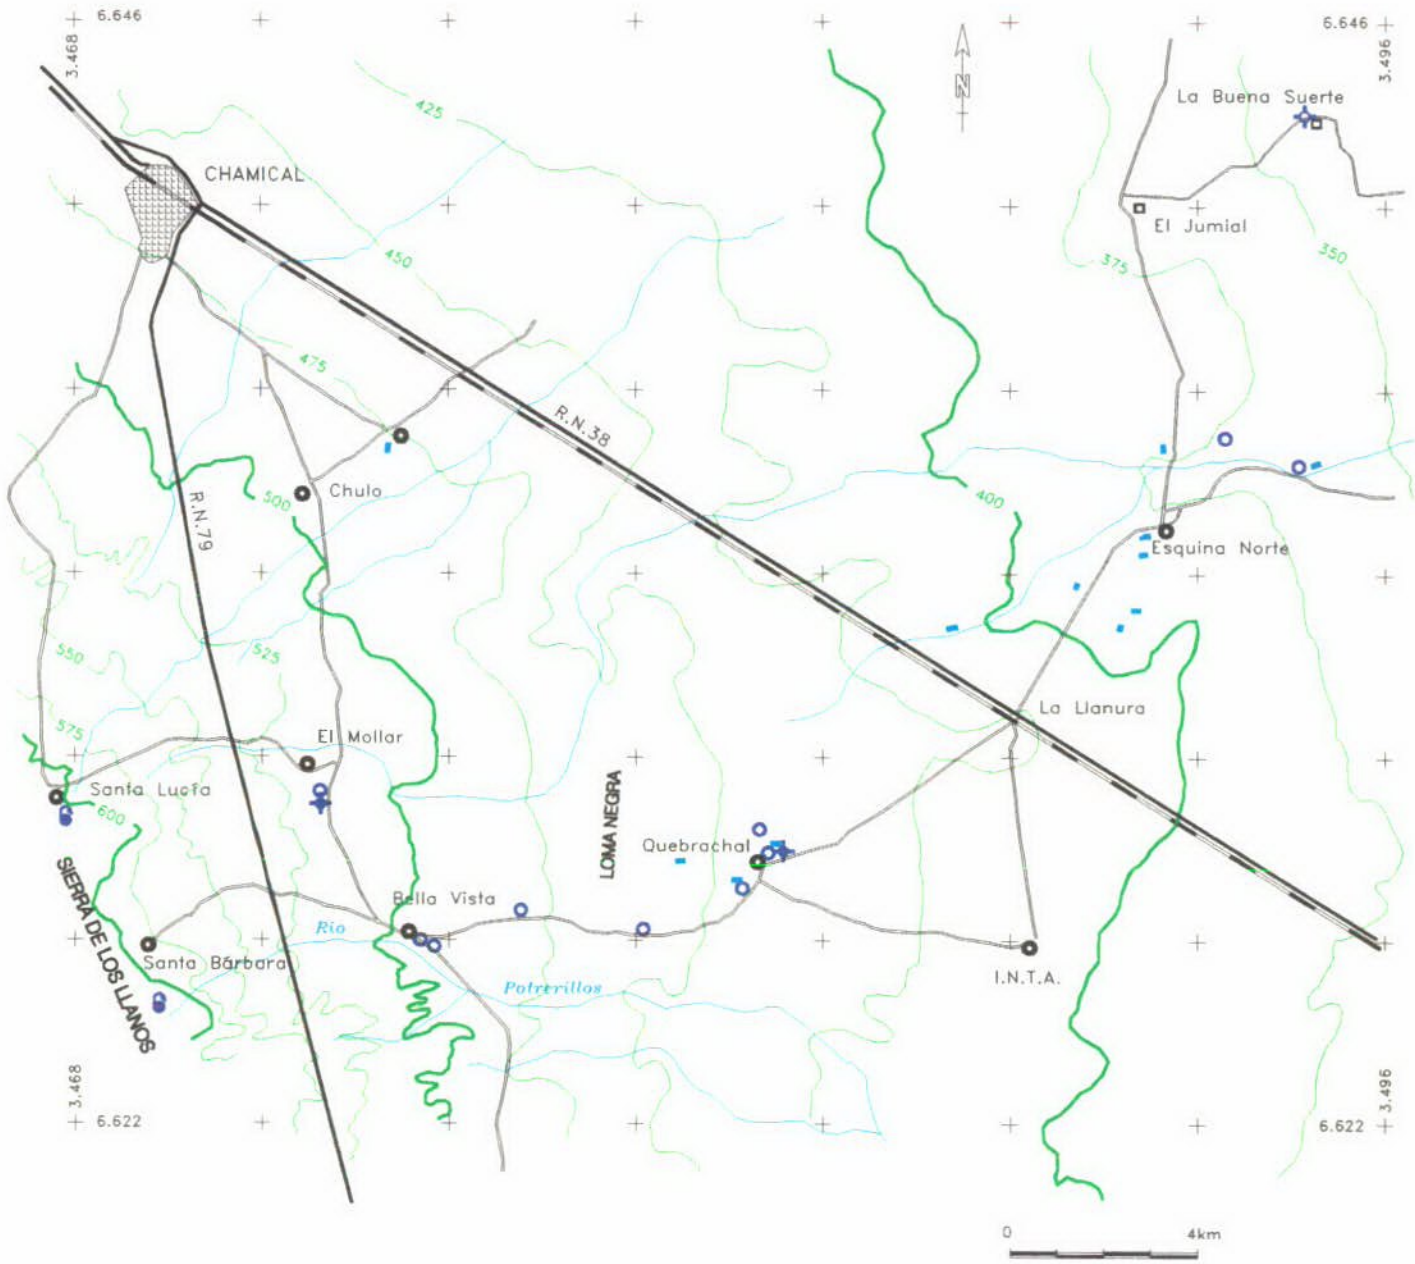 6.646
6.646
3.468
3.496
La Buena Suerte
425
CHAMICAL
El Jumial
450
375
350
475
R.N.38
Chulo
500
400
R.N.79
Esquina Norte
550
525
La Llanura
575
El Mollar
Santa Lucía
600
LOMA NEGRA
Quebrachal
SIERRA DE LOS LLANOS
Bella Vista
Rio
Santa Bárbara
Potrerillos
I.N.T.A.
3.468
3.496
6.622
6.622
N
0 4km